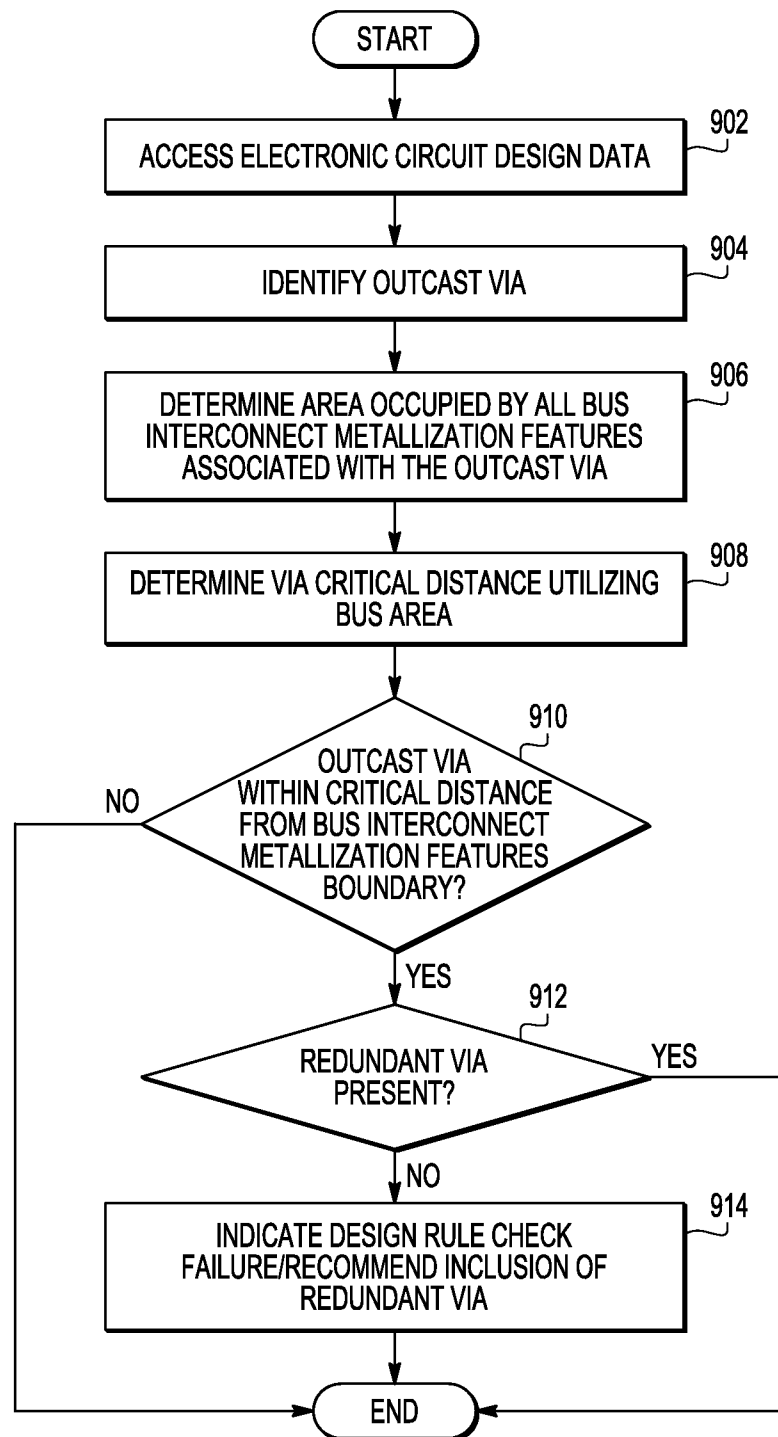 START
902
ACCESS ELECTRONIC CIRCUIT DESIGN DATA
904
IDENTIFY OUTCAST VIA
906
DETERMINE AREA OCCUPIED BY ALL BUS
INTERCONNECT METALLIZATION FEATURES
ASSOCIATED WITH THE OUTCAST VIA
908
DETERMINE VIA CRITICAL DISTANCE UTILIZING
BUS AREA
910
OUTCAST VIA
WITHIN CRITICAL DISTANCE
FROM BUS INTERCONNECT
METALLIZATION FEATURES
BOUNDARY?
NO
YES
912
REDUNDANT VIA
PRESENT?
YES
NO
914
INDICATE DESIGN RULE CHECK
FAILURE/RECOMMEND INCLUSION OF
REDUNDANT VIA
END